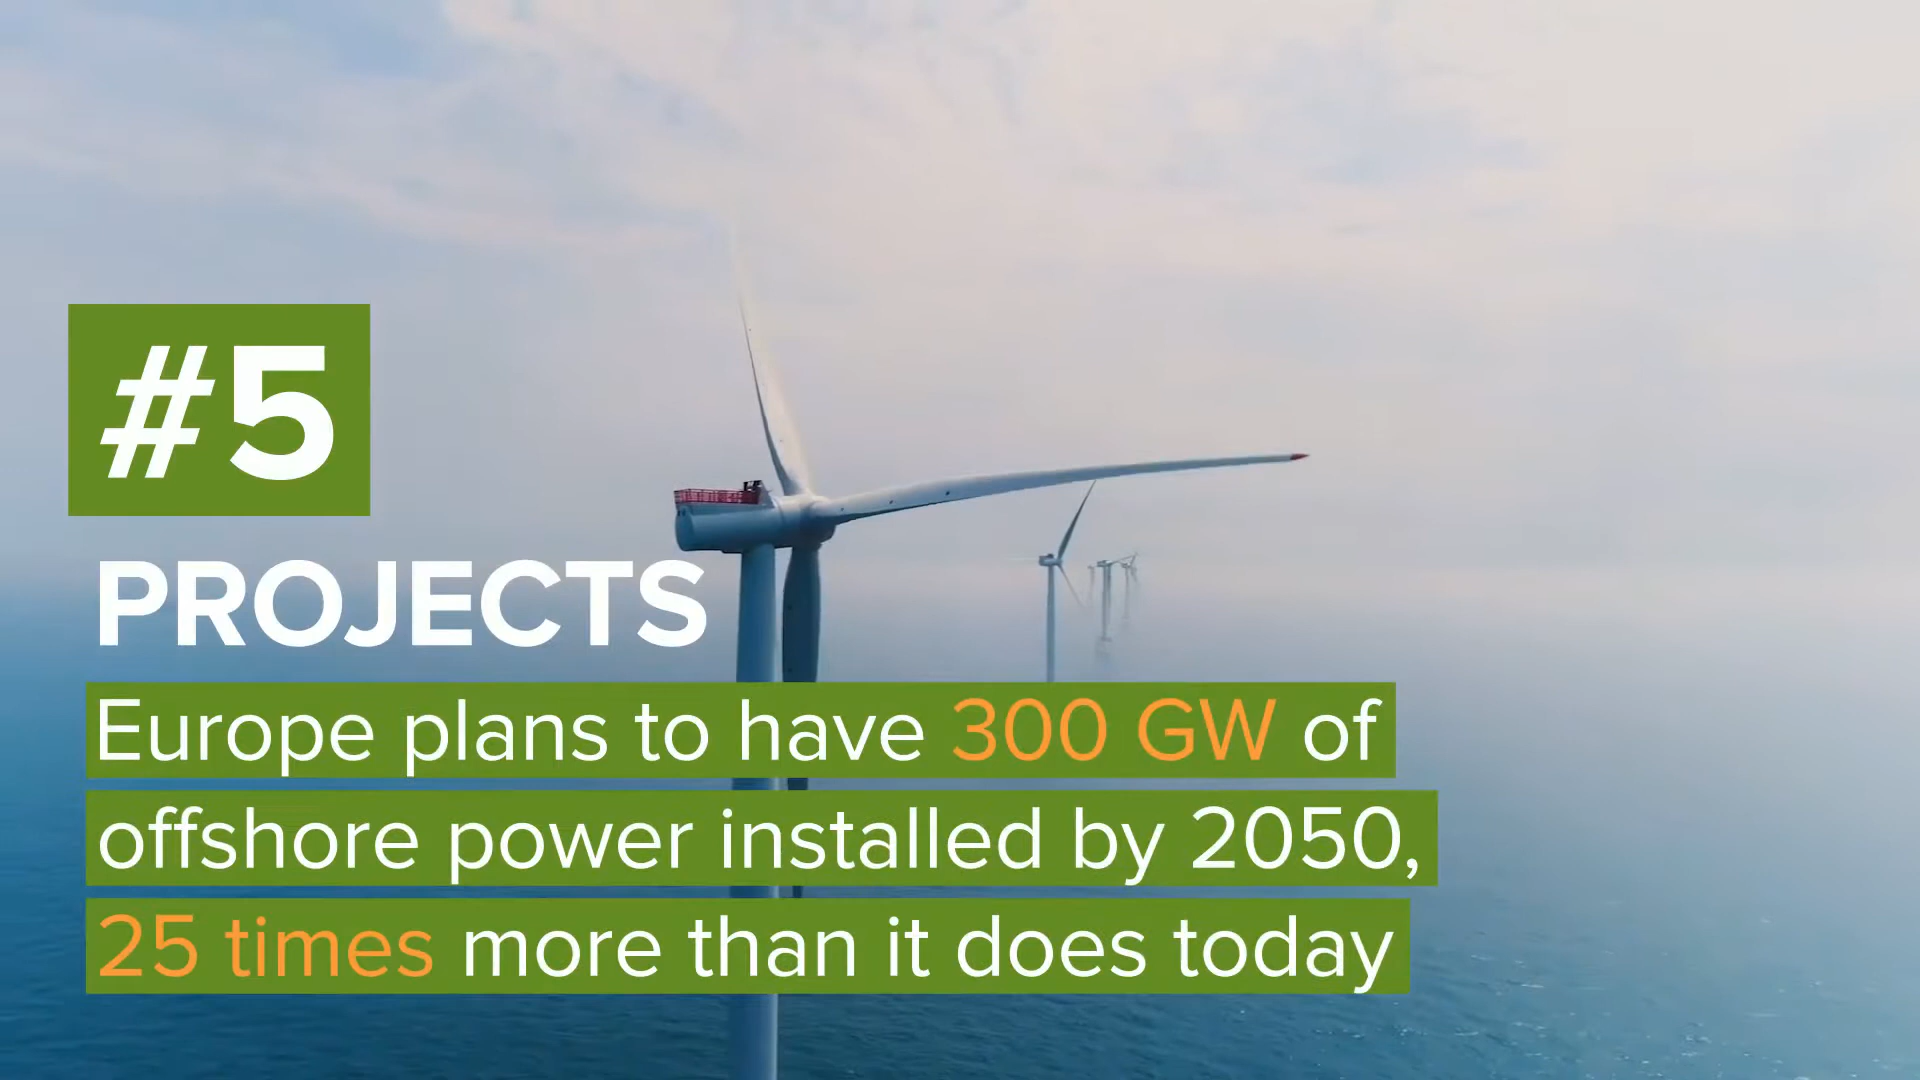 #5
PROJECTS
Europe plans to have 300 GW of
offshore power installed by 2050,
25 times more than it does today